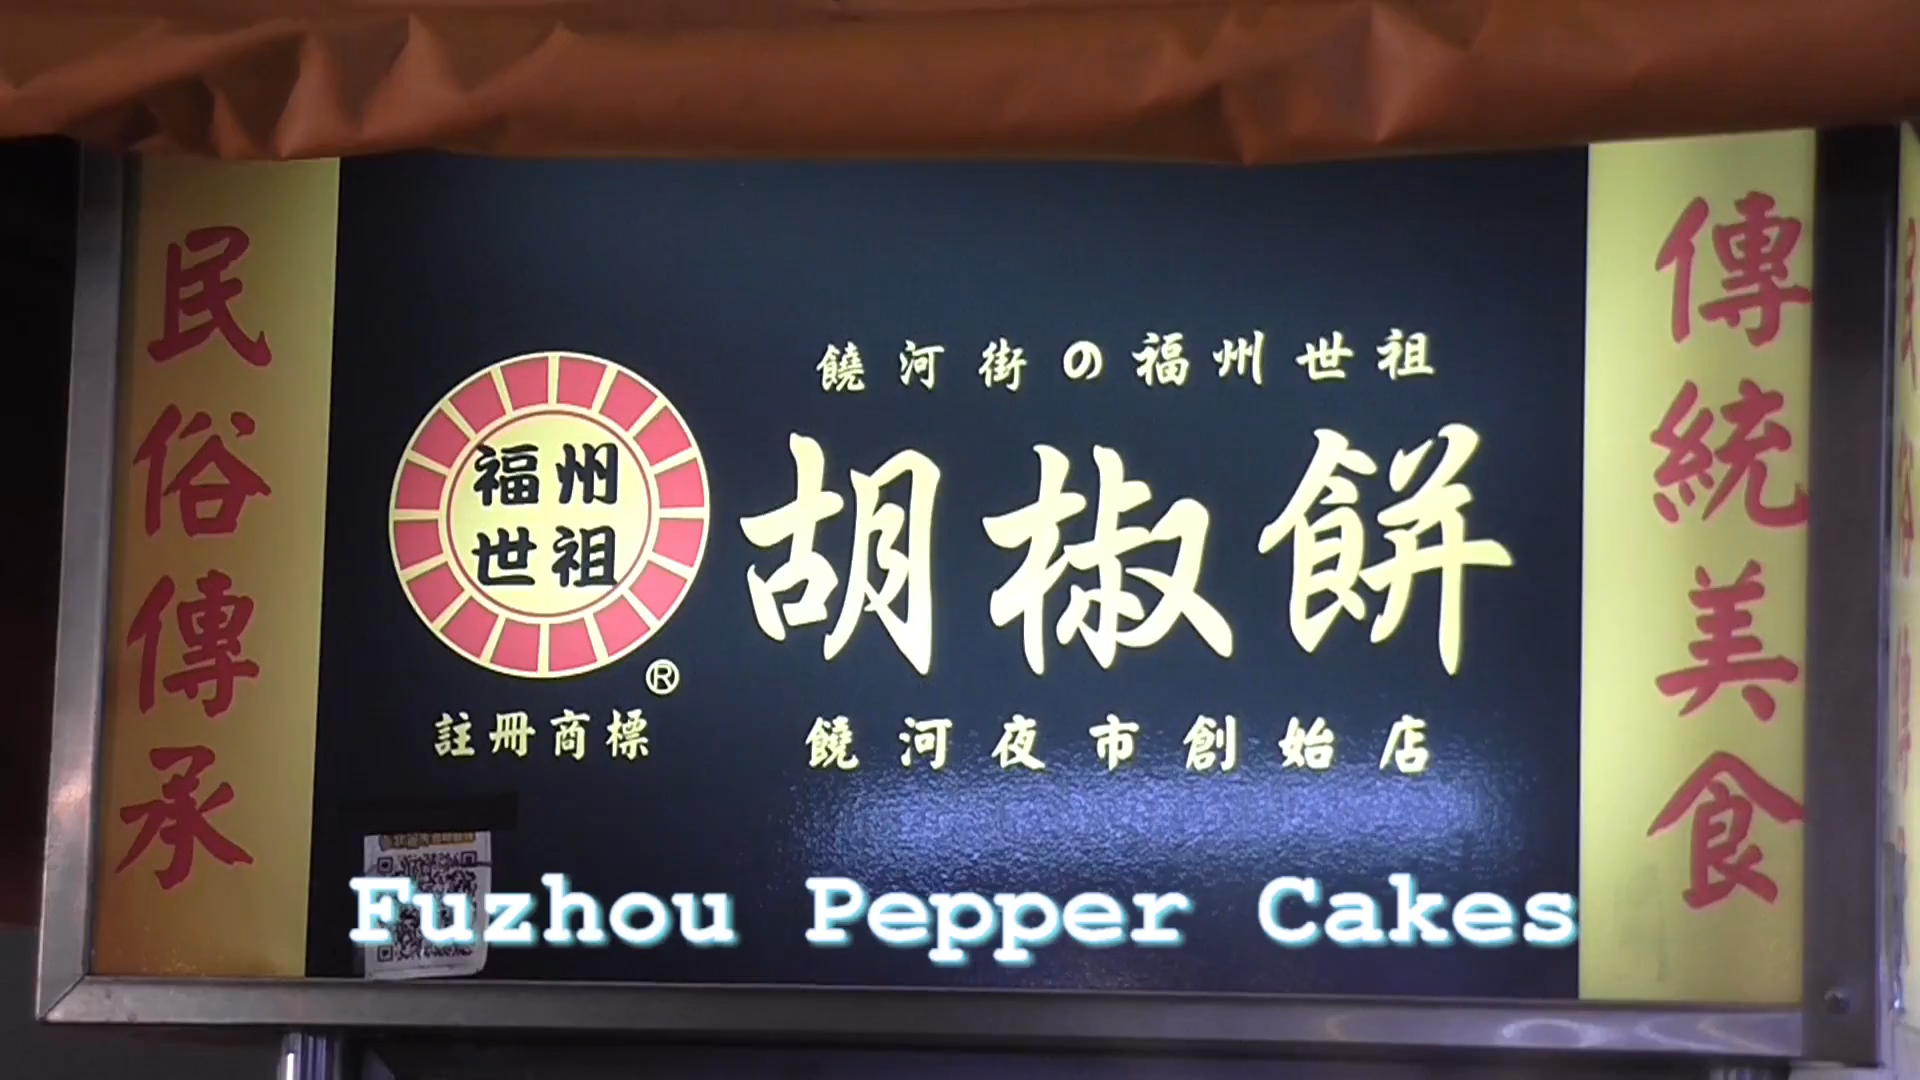 民俗傳承
福州
世祖
®
註冊商標
饒河街の福州世祖
胡椒餅
饒河夜市創始店
傳統美食
Fuzhou Pepper Cakes